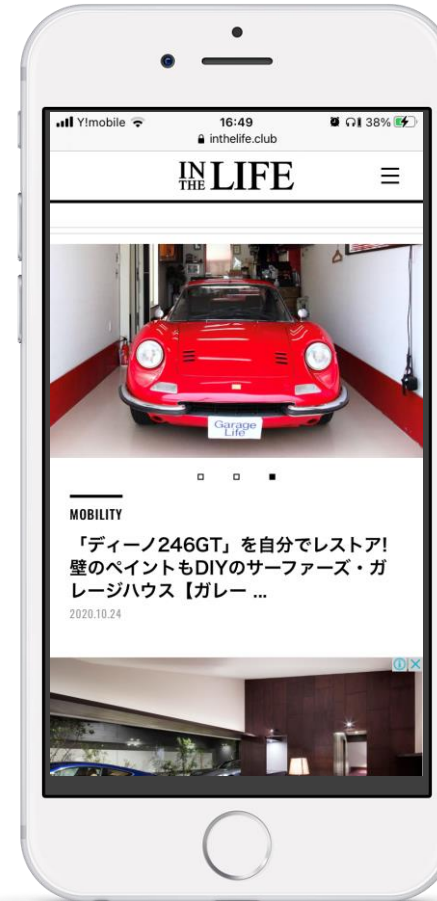 Y!mobile 16:49 38%
inthelife.club
IN THE LIFE
Garage
Life
MOBILITY
「ディーノ246GT」を自分でレストア!
壁のペイントもDIYのサーファーズ・ガ
レージハウス【ガレー ...
2020.10.24